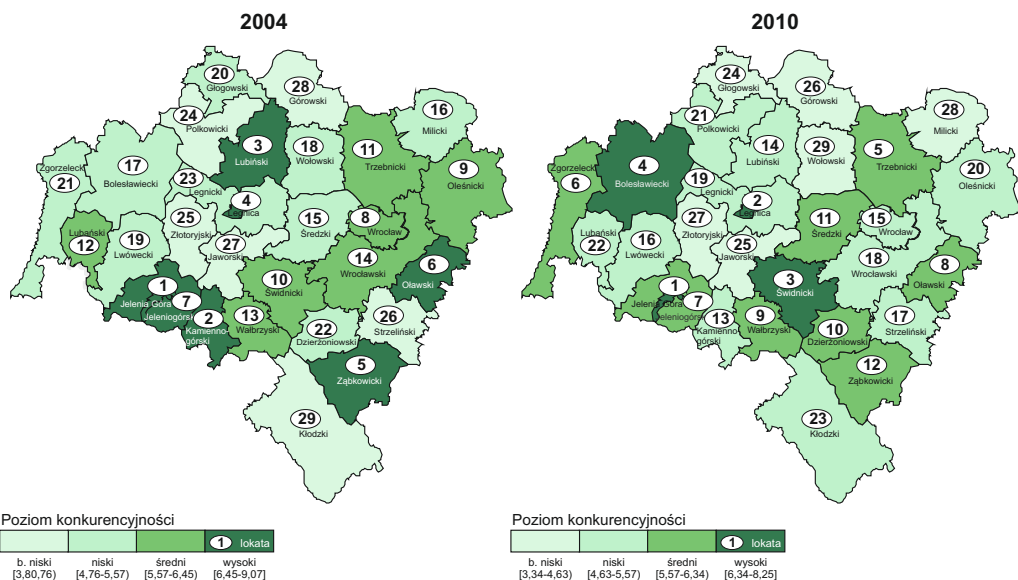 2004
20
Głogowski
28
Górowski
16
Milicki
24
Polkowicki
3
Lubiński
18
Wołowski
11
Trzebnicki
9
Oleśnicki
17
Bolesławiecki
Zgorzelecki
21
23
Legnicki
4
Legnica
25
Złotoryjski
15
Średzki
8
Wrocław
Lubański
12
19
Lwówecki
27
Jaworski
14
Wrocławski
6
Oławski
1
Jelenia Góra
7
Jeleniogórski
2
Kamienno-
górski
10
Świdnicki
13
Wałbrzyski
22
Dzierżoniowski
26
Strzeliński
5
Ząbkowicki
29
Kłodzki
Poziom konkurencyjności
1 lokata
b. niski
[3,80,76)
niski
[4,76-5,57)
średni
[5,57-6,45)
wysoki
[6,45-9,07)
2010
24
Głogowski
26
Górowski
28
Milicki
21
Polkowicki
14
Lubiński
29
Wołowski
5
Trzebnicki
20
Oleśnicki
4
Bolesławiecki
Zgorzelecki
6
19
Legnicki
2
Legnica
27
Złotoryjski
11
Średzki
15
Wrocław
Lubański
22
16
Lwówecki
25
Jaworski
18
Wrocławski
8
Oławski
1
Jelenia Góra
7
Jeleniogórski
13
Kamienno-
górski
3
Świdnicki
9
Wałbrzyski
10
Dzierżoniowski
17
Strzeliński
12
Ząbkowicki
23
Kłodzki
Poziom konkurencyjności
1 lokata
b. niski
[3,34-4,63)
niski
[4,63-5,57)
średni
[5,57-6,34)
wysoki
[6,34-8,25)